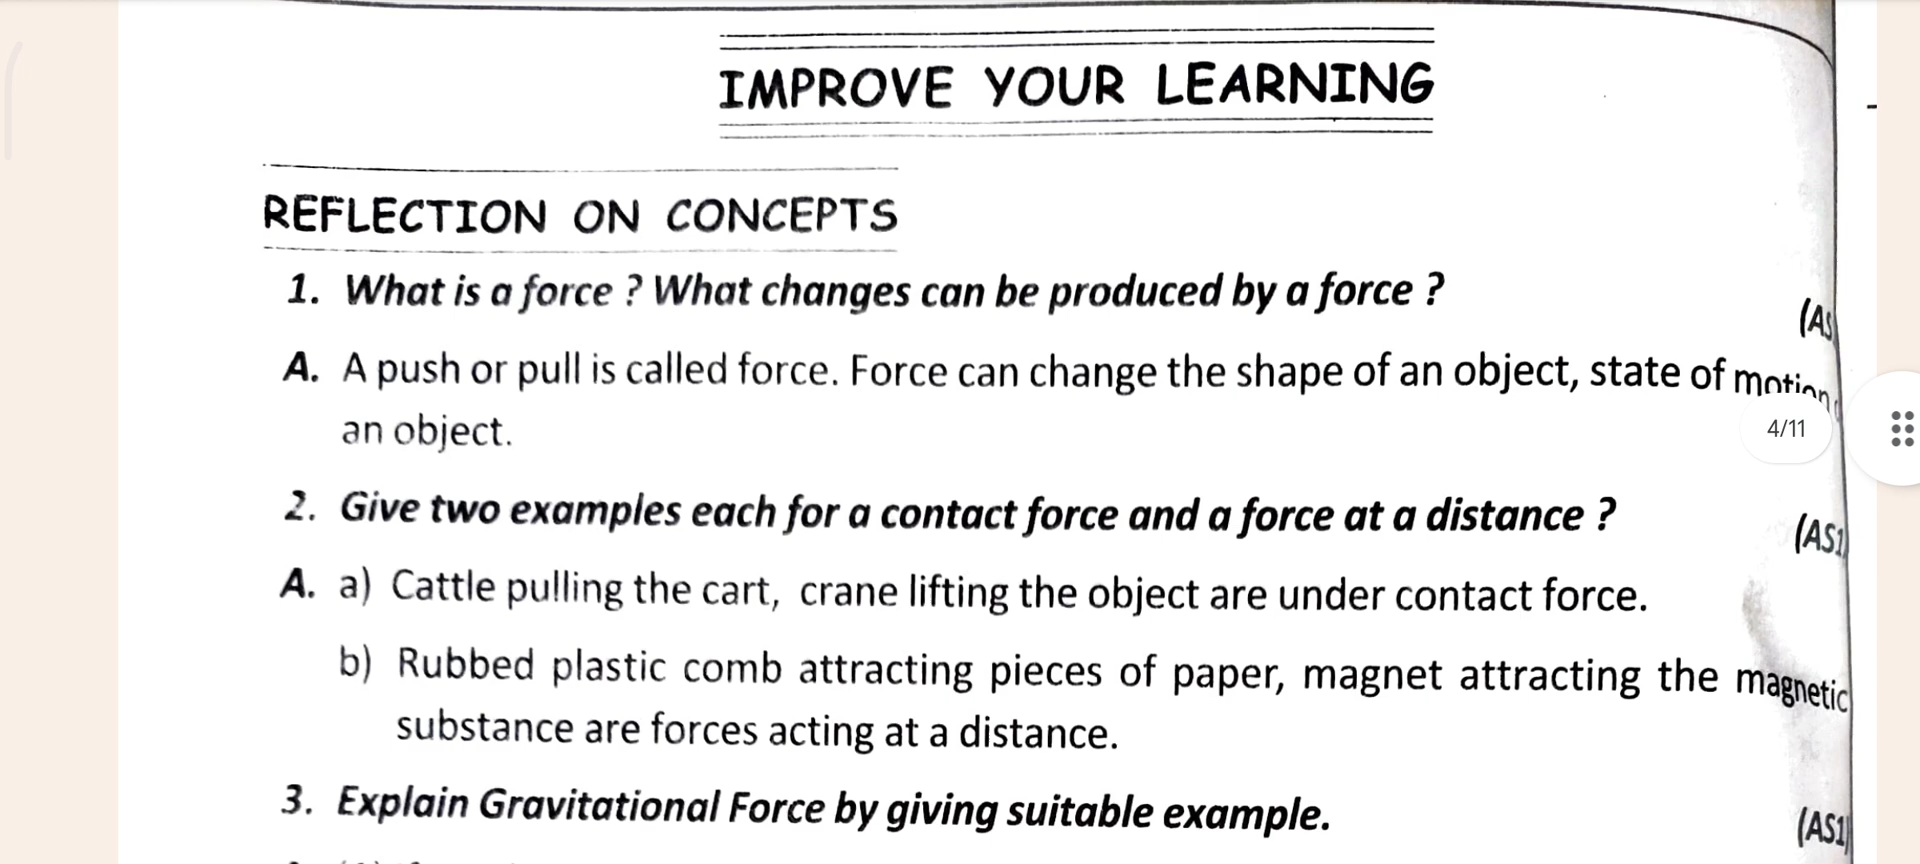 IMPROVE YOUR LEARNING
REFLECTION ON CONCEPTS
1. What is a force ? What changes can be produced by a force ?
(AS
A. A push or pull is called force. Force can change the shape of an object, state of motion
an object.
4/11
2. Give two examples each for a contact force and a force at a distance ?
(AS1)
A. a) Cattle pulling the cart, crane lifting the object are under contact force.
b) Rubbed plastic comb attracting pieces of paper, magnet attracting the magnetic
substance are forces acting at a distance.
3. Explain Gravitational Force by giving suitable example.
(AS1)